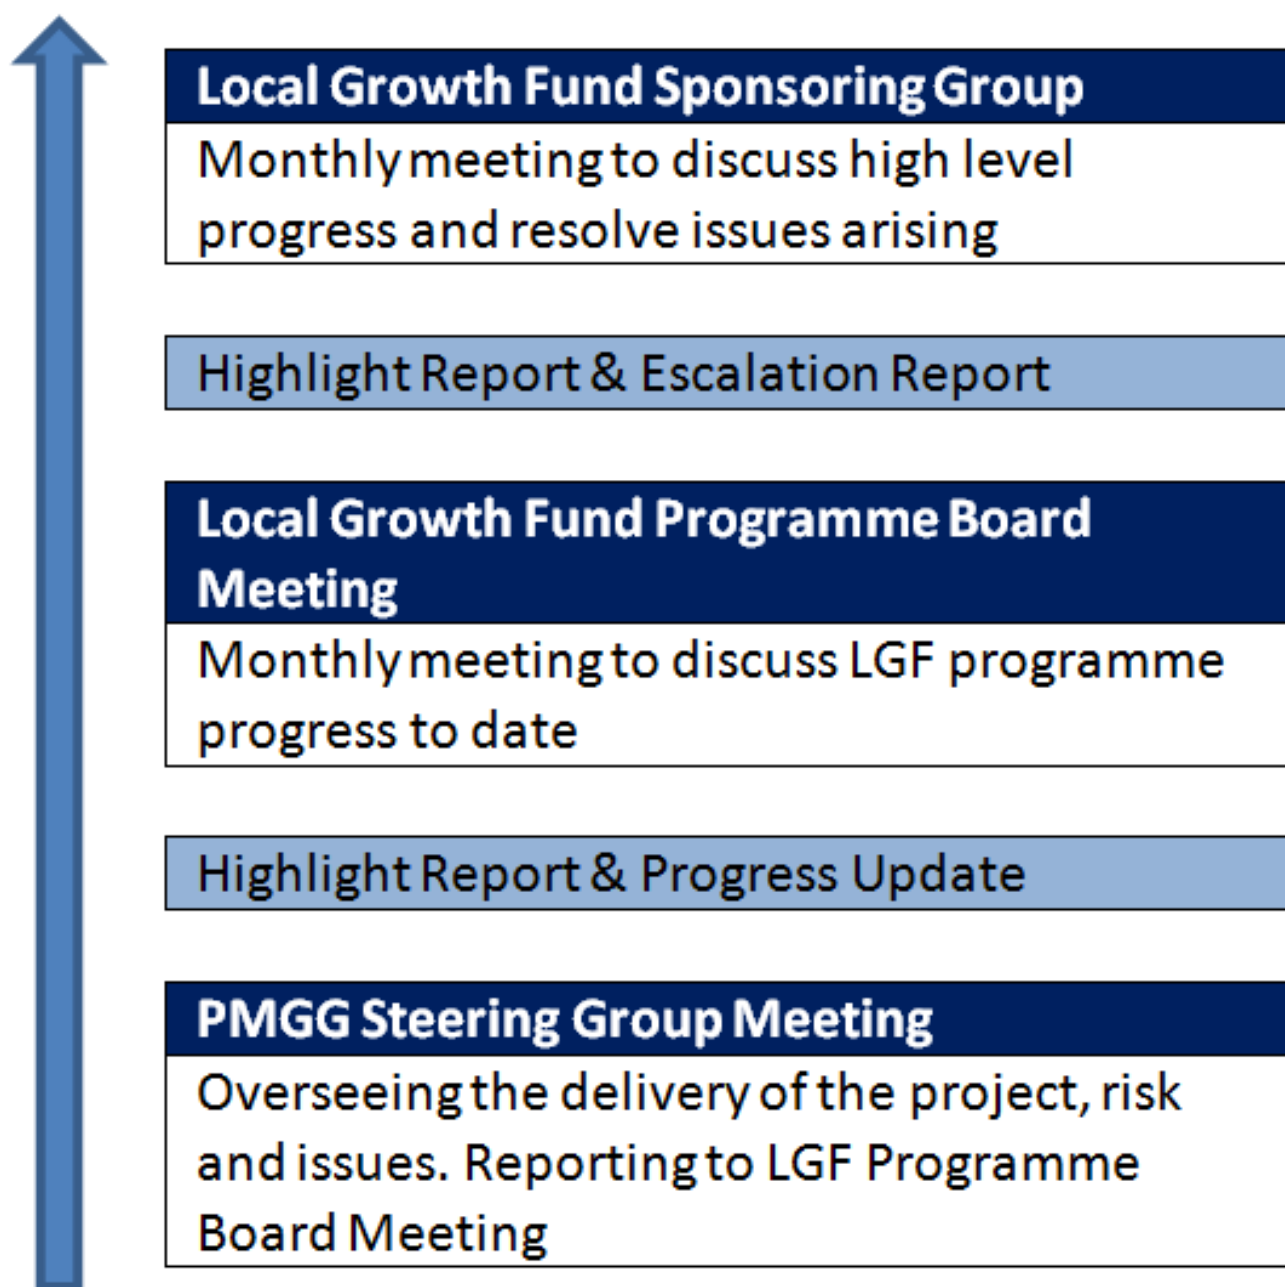 Local Growth Fund Sponsoring Group
Monthly meeting to discuss high level
progress and resolve issues arising
Highlight Report & Escalation Report
Local Growth Fund Programme Board
Meeting
Monthly meeting to discuss LGF programme
progress to date
Highlight Report & Progress Update
PMGG Steering Group Meeting
Overseeing the delivery of the project, risk
and issues. Reporting to LGF Programme
Board Meeting